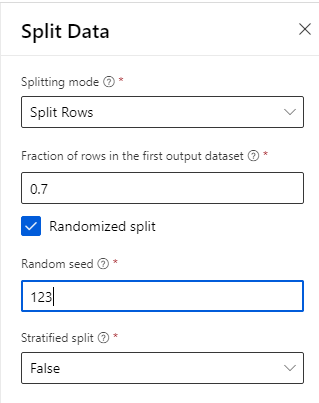 Split Data
Splitting mode *
Split Rows
Fraction of rows in the first output dataset *
0.7
Randomized split
Random seed *
123
Stratified split *
False